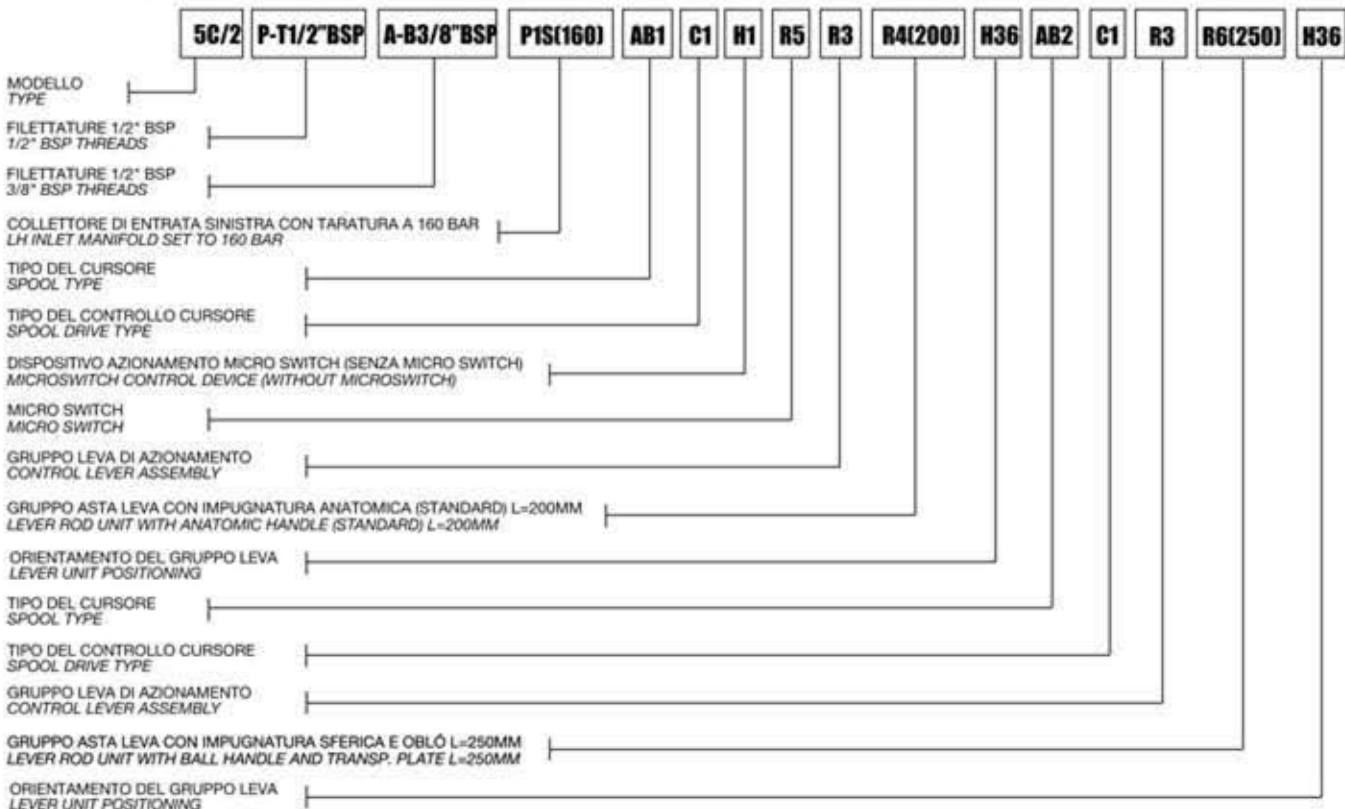 5C/2 P-T1/2"BSP A-B3/8"BSP P1S(160) AB1 C1 H1 R5 R3 R4(200) H36 AB2 C1 R3 R6(250) H36
MODELLO
TYPE
FILETTATURE 1/2" BSP
1/2" BSP THREADS
FILETTATURE 1/2" BSP
3/8" BSP THREADS
COLLETTORE DI ENTRATA SINISTRA CON TARATURA A 160 BAR
LH INLET MANIFOLD SET TO 160 BAR
TIPO DEL CURSORE
SPOOL TYPE
TIPO DEL CONTROLLO CURSORE
SPOOL DRIVE TYPE
DISPOSITIVO AZIONAMENTO MICRO SWITCH (SENZA MICRO SWITCH)
MICROSWITCH CONTROL DEVICE (WITHOUT MICROSWITCH)
MICRO SWITCH
MICRO SWITCH
GRUPPO LEVA DI AZIONAMENTO
CONTROL LEVER ASSEMBLY
GRUPPO ASTA LEVA CON IMPUGNATURA ANATOMICA (STANDARD) L=200MM
LEVER ROD UNIT WITH ANATOMIC HANDLE (STANDARD) L=200MM
ORIENTAMENTO DEL GRUPPO LEVA
LEVER UNIT POSITIONING
TIPO DEL CURSORE
SPOOL TYPE
TIPO DEL CONTROLLO CURSORE
SPOOL DRIVE TYPE
GRUPPO LEVA DI AZIONAMENTO
CONTROL LEVER ASSEMBLY
GRUPPO ASTA LEVA CON IMPUGNATURA SFERICA E OBLÓ L=250MM
LEVER ROD UNIT WITH BALL HANDLE AND TRANSP. PLATE L=250MM
ORIENTAMENTO DEL GRUPPO LEVA
LEVER UNIT POSITIONING